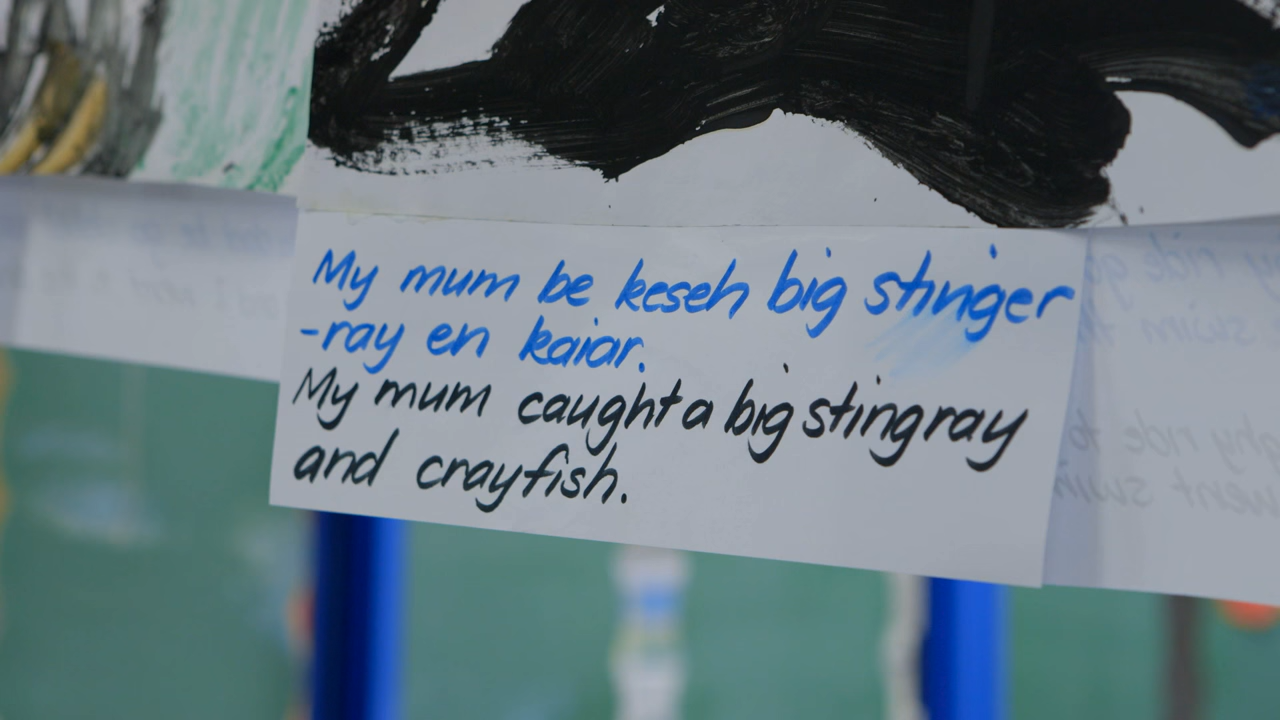 My mum be keseh big stinger
-ray en kaiar.
My mum caught a big stingray
and crayfish.